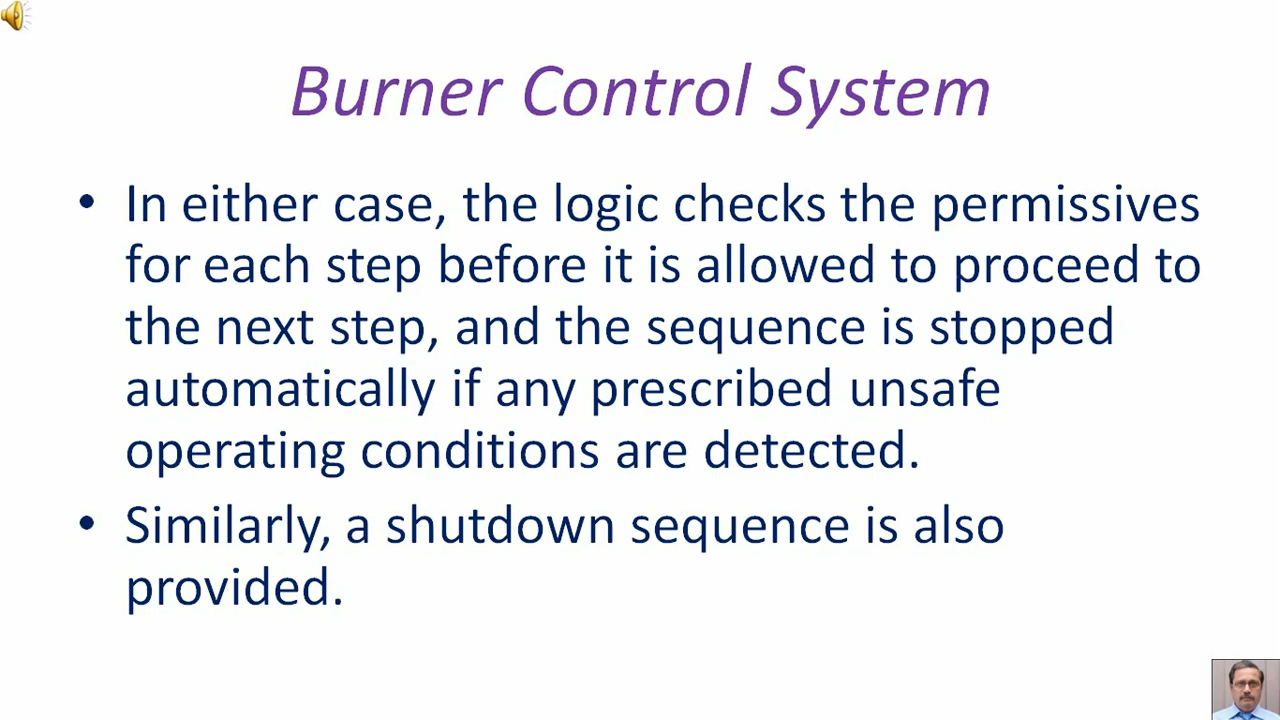 Burner Control System
• In either case, the logic checks the permissives
for each step before it is allowed to proceed to
the next step, and the sequence is stopped
automatically if any prescribed unsafe
operating conditions are detected.
• Similarly, a shutdown sequence is also
provided.